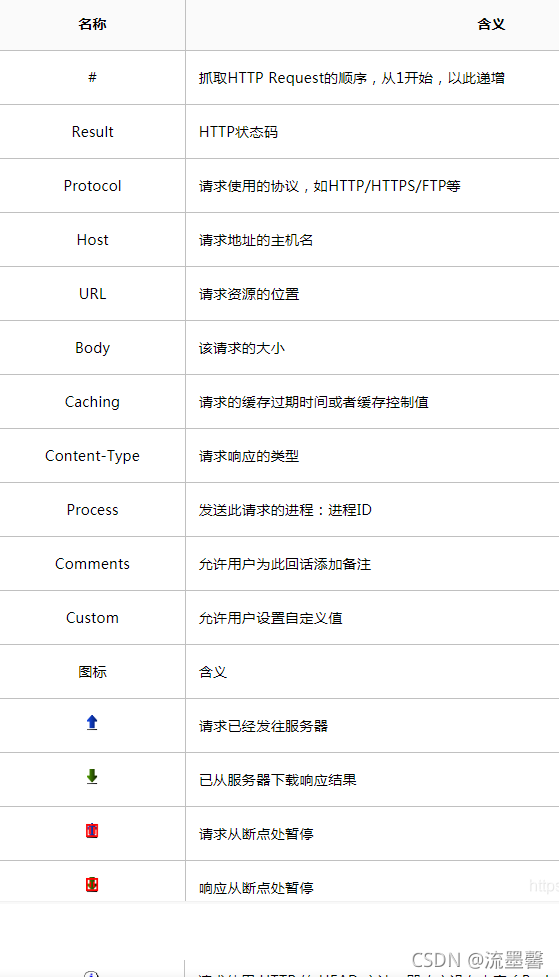 名称 含义
# 抓取HTTP Request的顺序，从1开始，以此递增
Result HTTP状态码
Protocol 请求使用的协议，如HTTP/HTTPS/FTP等
Host 请求地址的主机名
URL 请求资源的位置
Body 该请求的大小
Caching 请求的缓存过期时间或者缓存控制值
Content-Type 请求响应的类型
Process 发送此请求的进程：进程ID
Comments 允许用户为此回话添加备注
Custom 允许用户设置自定义值
图标 含义
请求已经发往服务器
已从服务器下载响应结果
请求从断点处暂停
响应从断点处暂停
https
CSDN @流墨馨